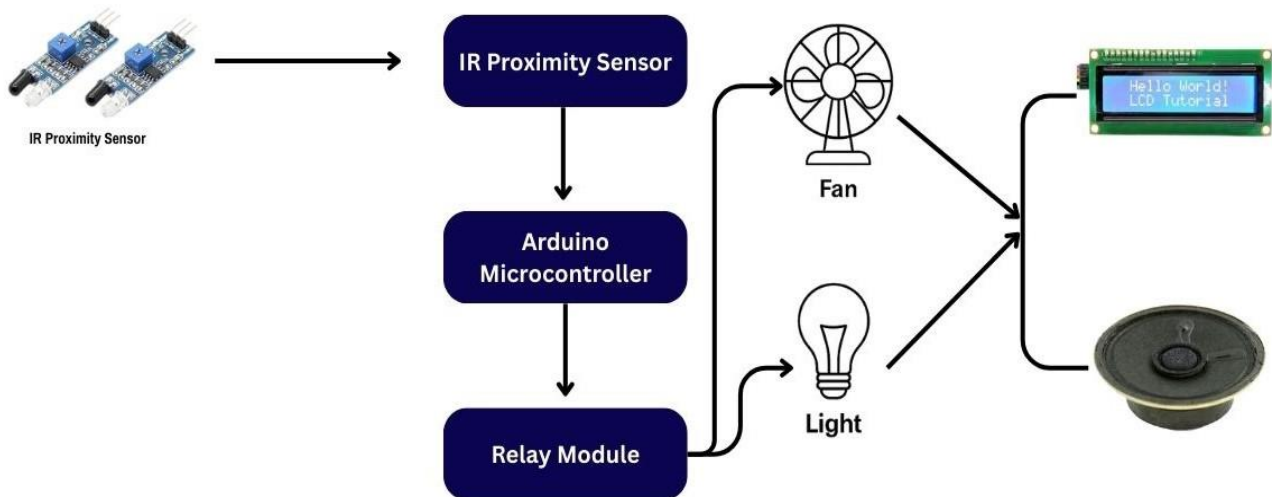 IR Proximity Sensor
IR Proximity Sensor
Arduino
Microcontroller
Relay Module
Fan
Light
Hello World!
LCD Tutorial